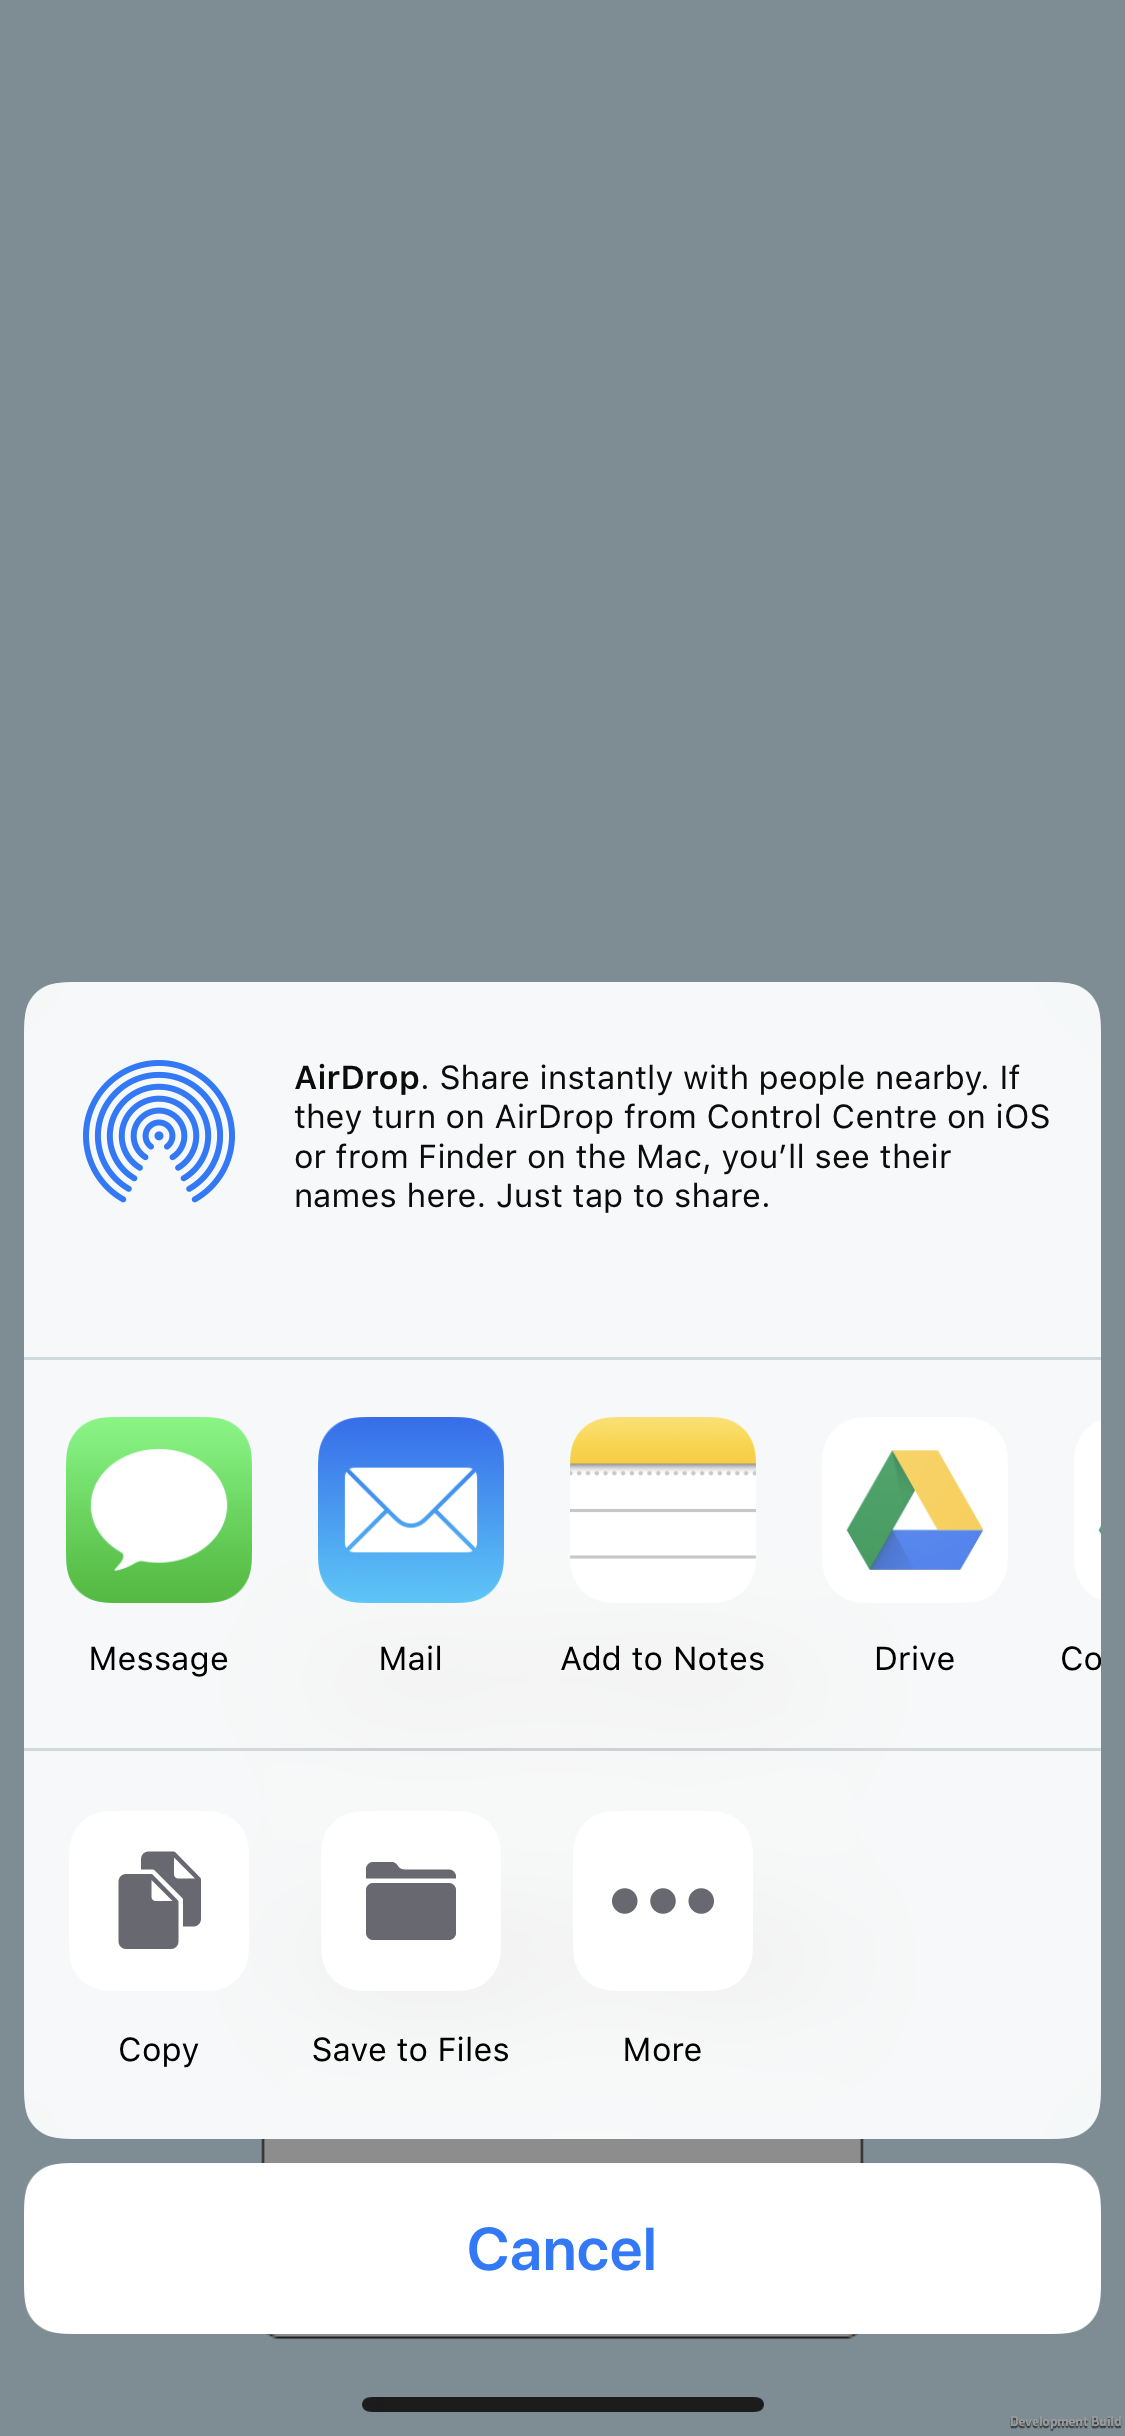 AirDrop. Share instantly with people nearby. If
they turn on AirDrop from Control Centre on iOS
or from Finder on the Mac, you’ll see their
names here. Just tap to share.
Message
Mail
Add to Notes
Drive
Co
Copy
Save to Files
More
Cancel
Development Build